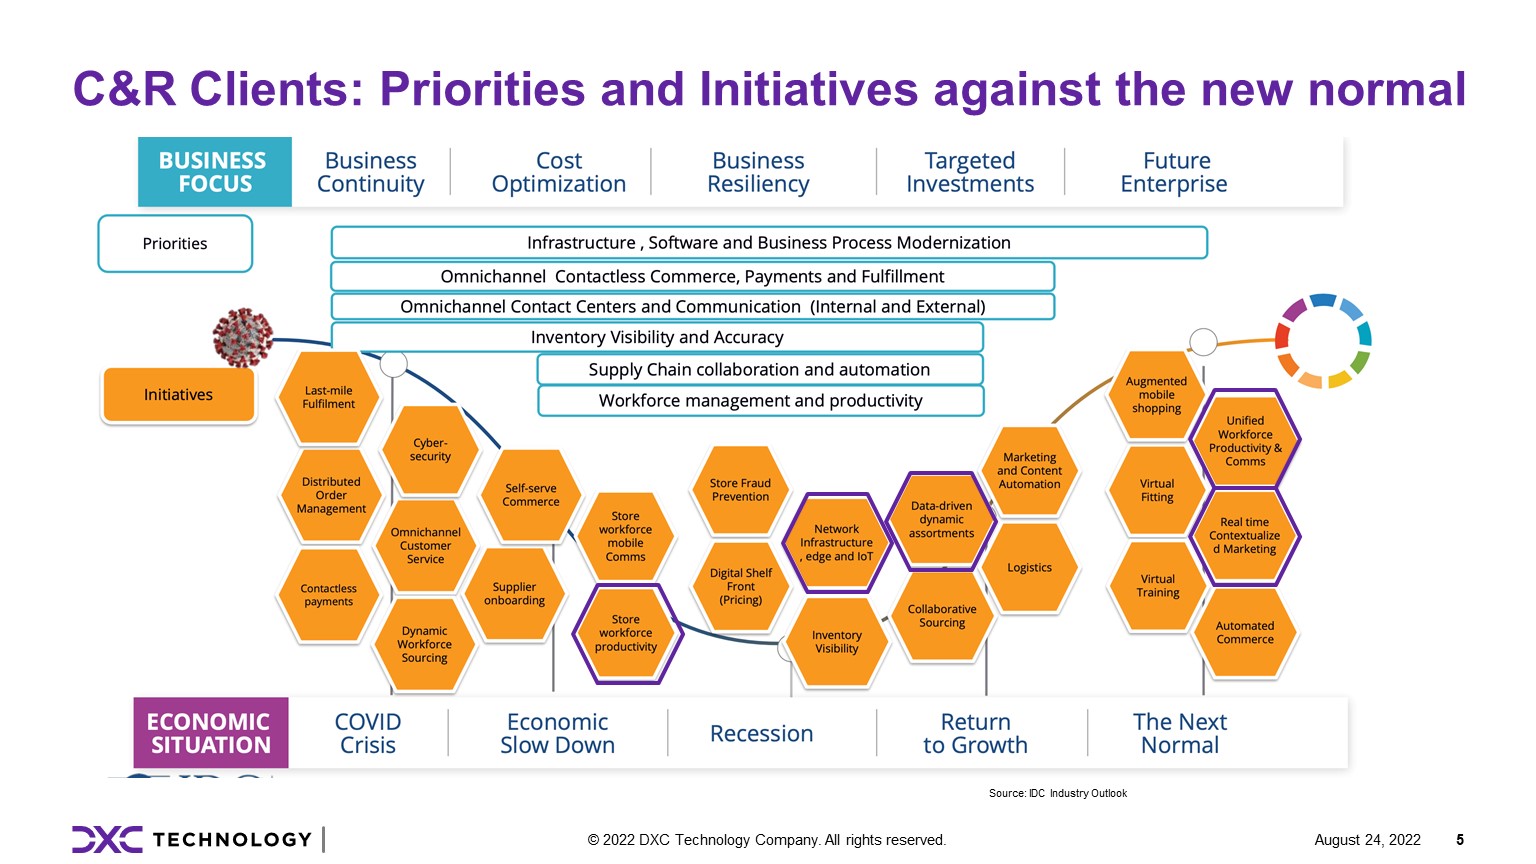 C&R Clients: Priorities and Initiatives against the new normal
BUSINESS
FOCUS
Business
Continuity
Cost
Optimization
Business
Resiliency
Targeted
Investments
Future
Enterprise
Priorities
Infrastructure , Software and Business Process Modernization
Omnichannel  Contactless Commerce, Payments and Fulfillment
Omnichannel Contact Centers and Communication  (Internal and External)
Inventory Visibility and Accuracy
Supply Chain collaboration and automation
Workforce management and productivity
Initiatives
Last-mile
Fulfilment
Distributed
Order
Management
Contactless
payments
Cyber-
security
Omnichannel
Customer
Service
Dynamic
Workforce
Sourcing
Self-serve
Commerce
Supplier
onboarding
Store
workforce
mobile
Comms
Store
workforce
productivity
Store Fraud
Prevention
Digital Shelf
Front
(Pricing)
Network
Infrastructure
, edge and IoT
Inventory
Visibility
Data-driven
dynamic
assortments
Collaborative
Sourcing
Marketing
and Content
Automation
Logistics
Augmented
mobile
shopping
Virtual
Fitting
Virtual
Training
Unified
Workforce
Productivity &
Comms
Real time
Contextualize
d Marketing
Automated
Commerce
ECONOMIC
SITUATION
COVID
Crisis
Economic
Slow Down
Recession
Return
to Growth
The Next
Normal
Source: IDC Industry Outlook
DXC TECHNOLOGY
© 2022 DXC Technology Company. All rights reserved.
August 24, 2022
5